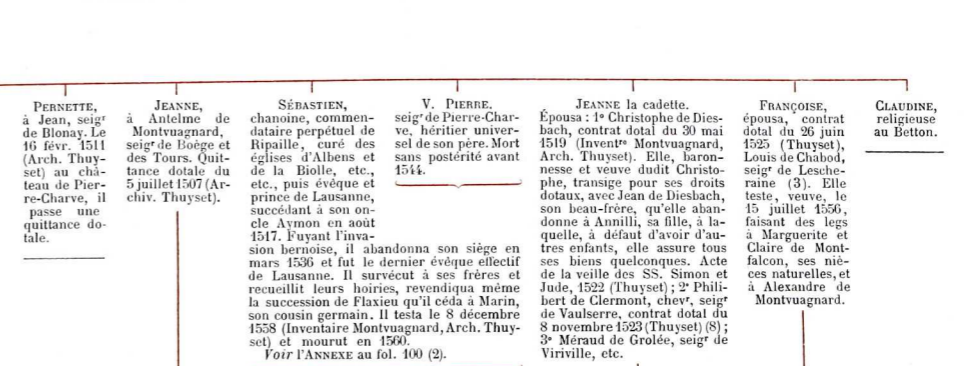 PERNETTE,
à Jean, seigʳ
de Blonay. Le
16 févr. 1511
(Arch. Thuy-
set) au châ-
teau de Pier-
re-Charve, il
passe une
quittance do-
tale.
JEANNE,
à Antelme de
Montvuagnard,
seigʳ de Boëge et
des Tours. Quit-
tance dotale du
5 juillet 1507 (Ar-
chiv. Thuyset).
SÉBASTIEN,
chanoine, commen-
dataire perpétuel de
Ripaille, curé des
églises d'Albens et
de la Biolle, etc.,
etc., puis évêque et
prince de Lausanne,
succédant à son on-
cle Aymon en août
1517. Fuyant l'inva-
sion bernoise, il abandonna son siège en
mars 1536 et fut le dernier évêque effectif
de Lausanne. Il survécut à ses frères et
recueillit leurs hoiries, revendiqua même
la succession de Flaxieu qu'il céda à Marin,
son cousin germain. Il testa le 8 décembre
1558 (Inventaire Montvuagnard, Arch. Thuy-
set) et mourut en 1560.
Voir l'ANNEXE au fol. 100 (2).
V. PIERRE,
seigʳ de Pierre-Char-
ve, héritier univer-
sel de son père. Mort
sans postérité avant
1544.
JEANNE la cadette.
Épousa : 1º Christophe de Dies-
bach, contrat dotal du 30 mai
1519 (Inventʳᵉ Montvuagnard,
Arch. Thuyset). Elle, baron-
nesse et veuve dudit Christo-
phe, transige pour ses droits
dotaux, avec Jean de Diesbach,
son beau-frère, qu'elle aban-
donne à Annilli, sa fille, à la-
quelle, à défaut d'avoir d'au-
tres enfants, elle assure tous
ses biens quelconques. Acte
de la veille des SS. Simon et
Jude, 1522 (Thuyset) ; 2º Phili-
bert de Clermont, chevʳ, seigʳ
de Vaulserre, contrat dotal du
8 novembre 1523 (Thuyset) (8) ;
3º Méraud de Grolée, seigʳ de
Viriville, etc.
FRANÇOISE,
épousa, contrat
dotal du 26 juin
1525 (Thuyset),
Louis de Chabod,
seigʳ de Lesche-
raine (3). Elle
teste, veuve, le
15 juillet 1556,
faisant des legs
à Marguerite et
Claire de Mont-
falcon, ses niè-
ces naturelles, et
à Alexandre de
Montvuagnard.
CLAUDINE,
religieuse
au Betton.